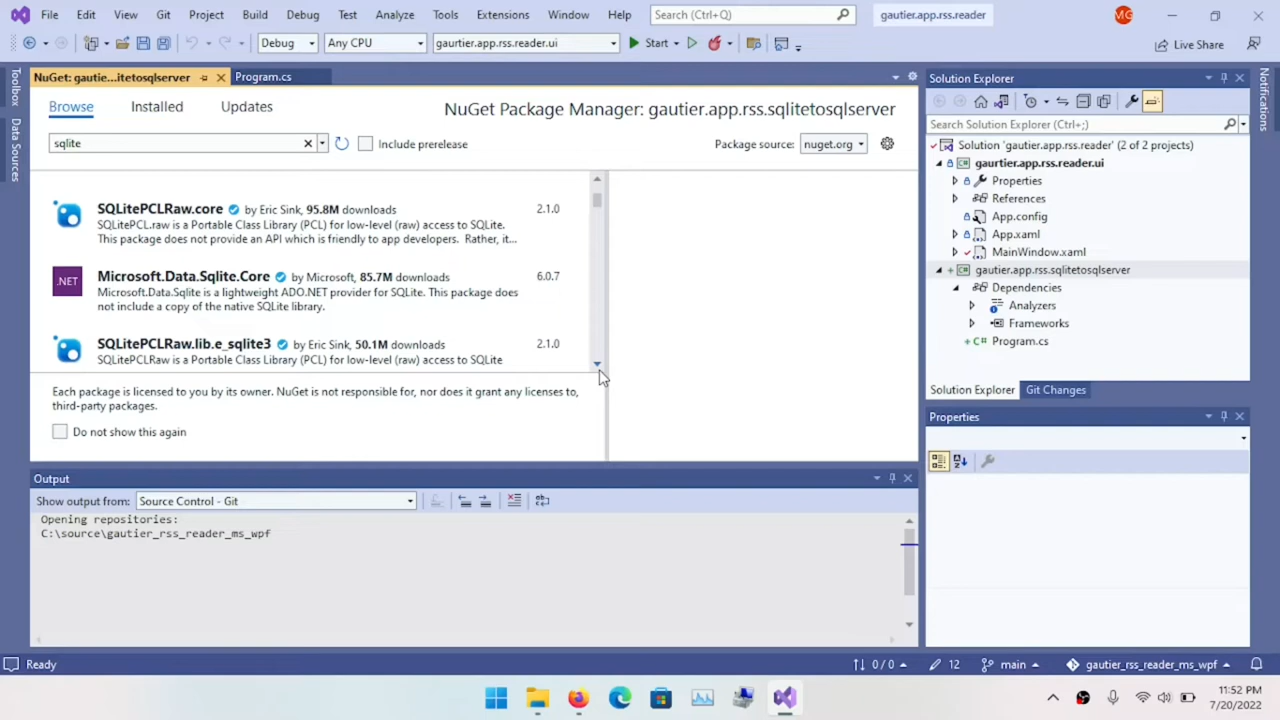 File Edit View Git Project Build Debug Test Analyze Tools Extensions Window Help Search (Ctrl+Q) gautier.app.rss.reader MG
Debug Any CPU gaurtier.app.rss.reader.ui Start Live Share
Toolbox
Data Sources
NuGet: gautie...itetosqlserver Program.cs
Browse Installed Updates NuGet Package Manager: gautier.app.rss.sqlitetosqlserver
sqlite Include prerelease Package source: nuget.org
SQLitePCLRaw.core by Eric Sink, 95.8M downloads 2.1.0
SQLitePCL.raw is a Portable Class Library (PCL) for low-level (raw) access to SQLite.
This package does not provide an API which is friendly to app developers. Rather, it...
.NET
Microsoft.Data.Sqlite.Core by Microsoft, 85.7M downloads 6.0.7
Microsoft.Data.Sqlite is a lightweight ADO.NET provider for SQLite. This package does
not include a copy of the native SQLite library.
SQLitePCLRaw.lib.e_sqlite3 by Eric Sink, 50.1M downloads 2.1.0
SQLitePCLRaw is a Portable Class Library (PCL) for low-level (raw) access to SQLite
Each package is licensed to you by its owner. NuGet is not responsible for, nor does it grant any licenses to,
third-party packages.
Do not show this again
Output
Show output from: Source Control - Git
Opening repositories:
C:\source\gautier_rss_reader_ms_wpf
Solution Explorer
Search Solution Explorer (Ctrl+;)
Solution 'gautier.app.rss.reader' (2 of 2 projects)
gaurtier.app.rss.reader.ui
Properties
References
App.config
App.xaml
MainWindow.xaml
gautier.app.rss.sqlitetosqlserver
Dependencies
Analyzers
Frameworks
C# Program.cs
Solution Explorer Git Changes
Properties
Notifications
Ready 0 / 0 12 main gautier_rss_reader_ms_wpf
11:52 PM
7/20/2022